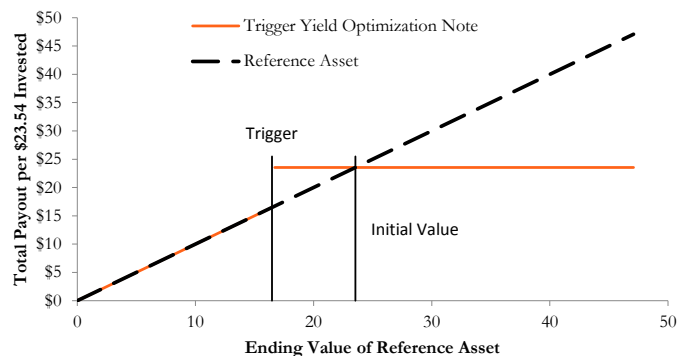 $50
$45
$40
$35
$30
$25
$20
$15
$10
$5
$0
Total Payout per $23.54 Invested
Trigger Yield Optimization Note
Reference Asset
Trigger
Initial Value
0
10
20
30
40
50
Ending Value of Reference Asset